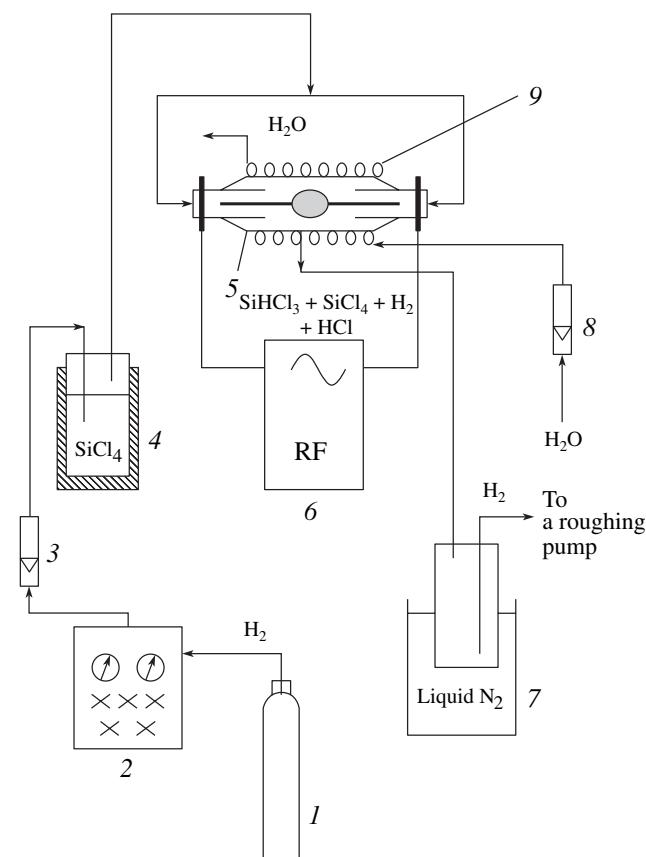 9
H₂O
5
SiHCl₃ + SiCl₄ + H₂
+ HCl
8
H₂O
SiCl₄
4
RF
6
H₂
To
a roughing
pump
3
H₂
Liquid N₂
7
2
1